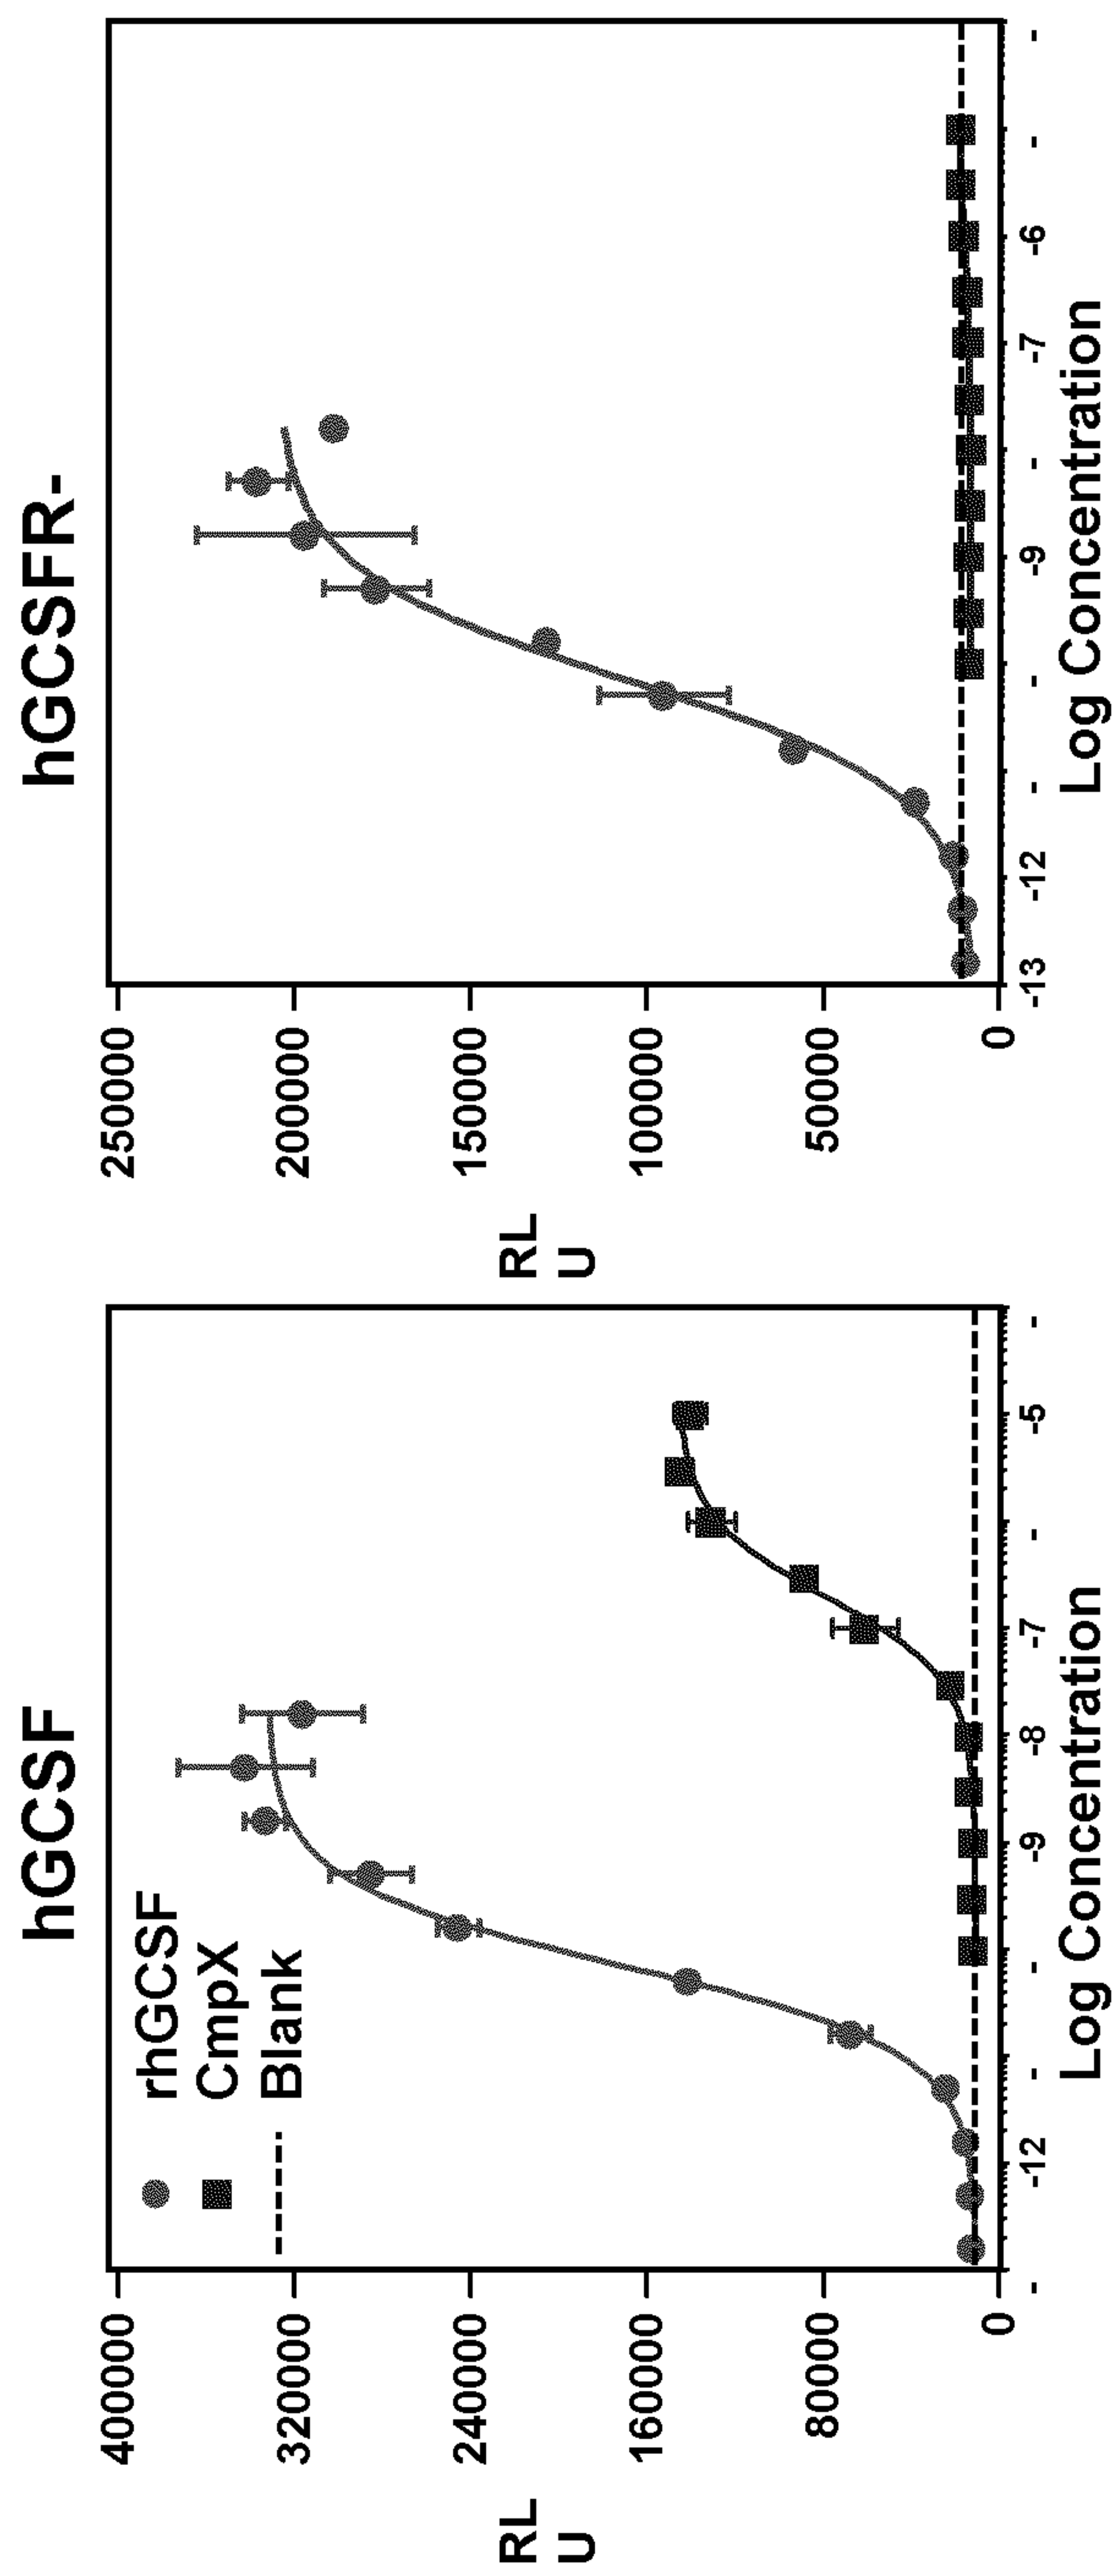 hGCSF
rhGCSF
CmpX
Blank
RL
U
400000
320000
240000
160000
80000
0
- -12 - - -9 -8 -7 - -5 -
Log Concentration
hGCSFR-
RL
U
250000
200000
150000
100000
50000
0
-13 -12 - - -9 - -7 -6 - -
Log Concentration